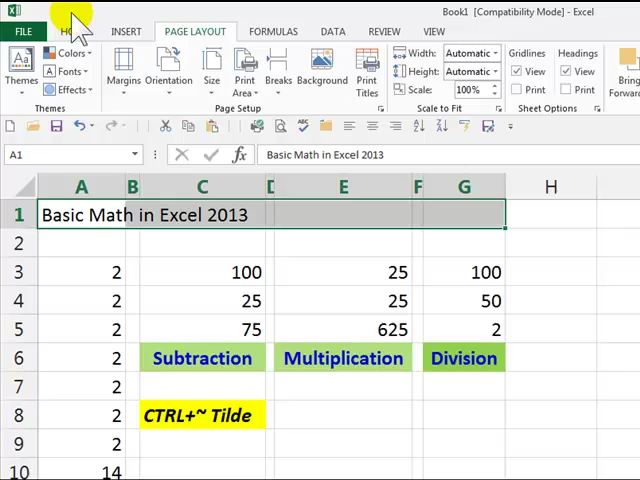 Book1 [Compatibility Mode] - Excel
FILE INSERT PAGE LAYOUT FORMULAS DATA REVIEW VIEW
Themes
Colors
Fonts
Effects
Themes
Margins
Orientation
Size
Print Area
Breaks
Background
Print Titles
Page Setup
Width: Automatic
Height: Automatic
Scale: 100%
Scale to Fit
Gridlines
View
Print
Headings
View
Print
Sheet Options
Bring
A1 fx Basic Math in Excel 2013
A B C D E F G H
1 Basic Math in Excel 2013
2
3 2 100 25 100
4 2 25 25 50
5 2 75 625 2
6 2 Subtraction Multiplication Division
7 2
8 2 CTRL+~ Tilde
9 2
10 14